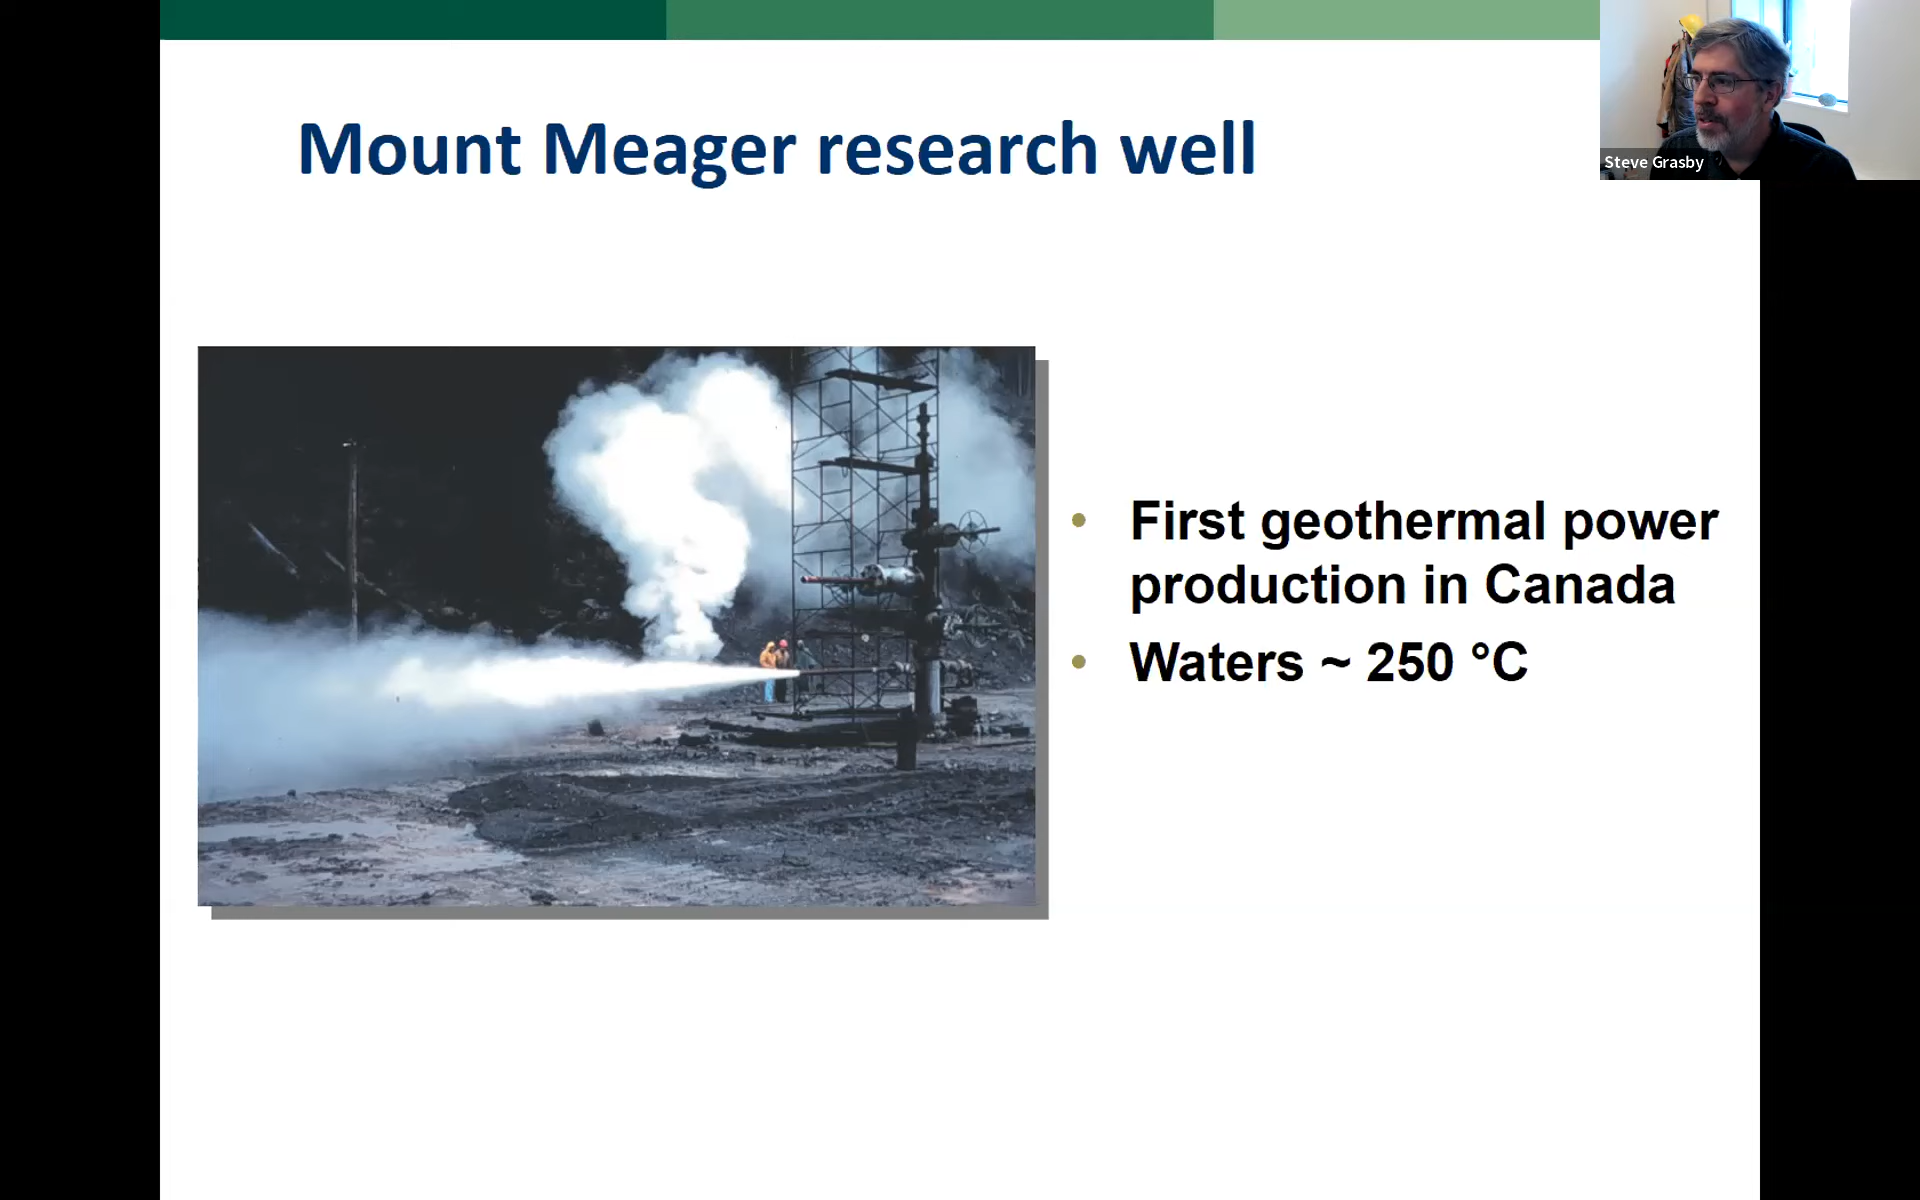 Steve Grasby
Mount Meager research well
• First geothermal power
production in Canada
• Waters ~ 250 °C